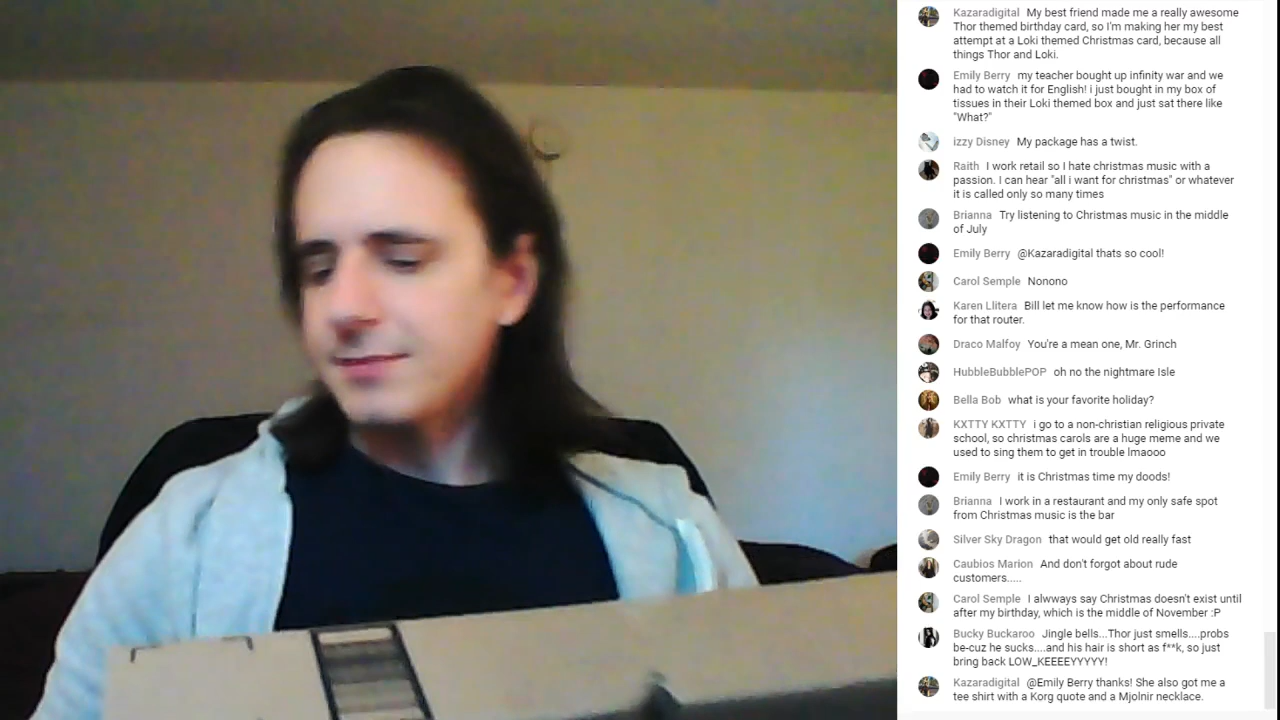 Kazaradigital My best friend made me a really awesome
Thor themed birthday card, so I'm making her my best
attempt at a Loki themed Christmas card, because all
things Thor and Loki.
Emily Berry my teacher bought up infinity war and we
had to watch it for English! i just bought in my box of
tissues in their Loki themed box and just sat there like
"What?"
izzy Disney My package has a twist.
Raith I work retail so I hate christmas music with a
passion. I can hear "all i want for christmas" or whatever
it is called only so many times
Brianna Try listening to Christmas music in the middle
of July
Emily Berry @Kazaradigital thats so cool!
Carol Semple Nonono
Karen Llitera Bill let me know how is the performance
for that router.
Draco Malfoy You're a mean one, Mr. Grinch
HubbleBubblePOP oh no the nightmare Isle
Bella Bob what is your favorite holiday?
KXTTY KXTTY i go to a non-christian religious private
school, so christmas carols are a huge meme and we
used to sing them to get in trouble lmaooo
Emily Berry it is Christmas time my doods!
Brianna I work in a restaurant and my only safe spot
from Christmas music is the bar
Silver Sky Dragon that would get old really fast
Caubios Marion And don't forgot about rude
customers.....
Carol Semple I alwways say Christmas doesn't exist until
after my birthday, which is the middle of November :P
Bucky Buckaroo Jingle bells...Thor just smells....probs
be-cuz he sucks....and his hair is short as f**k, so just
bring back LOW_KEEEEYYYYY!
Kazaradigital @Emily Berry thanks! She also got me a
tee shirt with a Korg quote and a Mjolnir necklace.